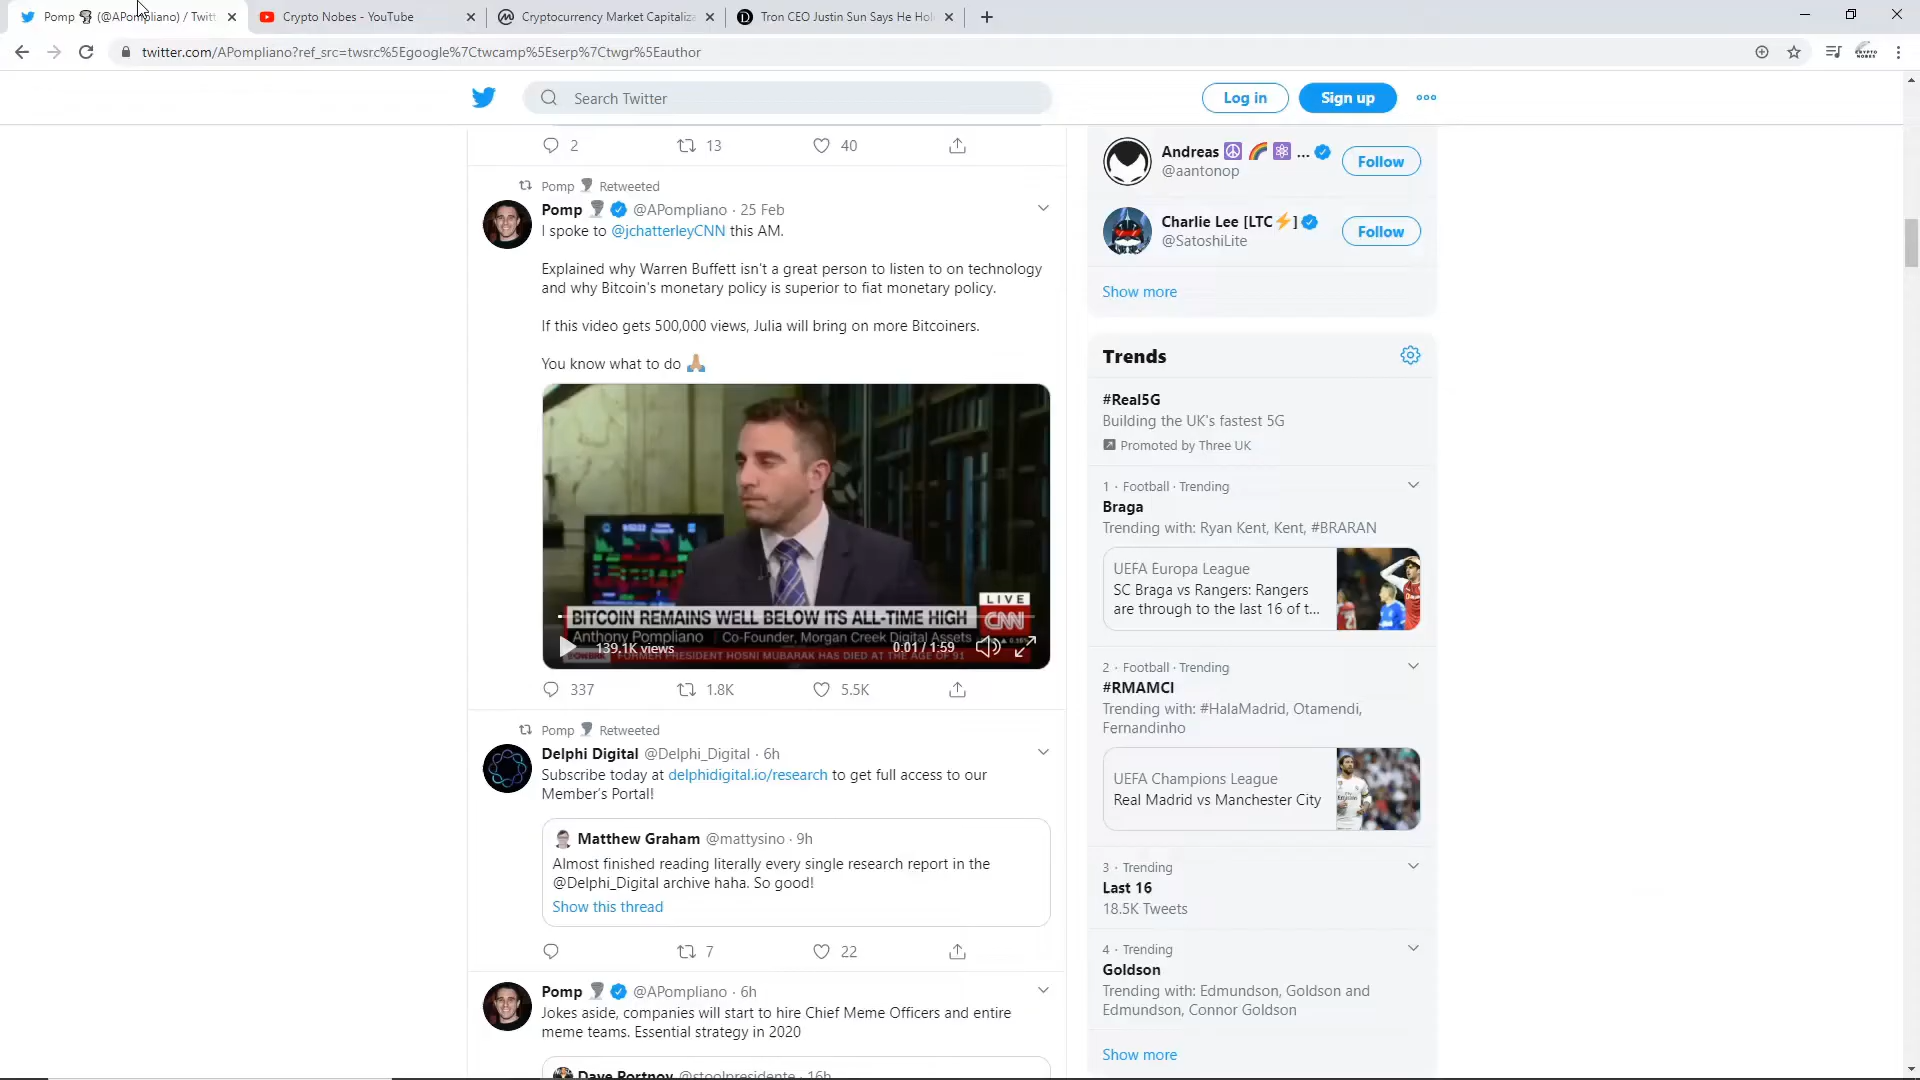 Pomp (@APompliano) / Twitt
Crypto Nobes - YouTube
Cryptocurrency Market Capitaliza
Tron CEO Justin Sun Says He Hol
twitter.com/APompliano?ref_src=twsrc%5Egoogle%7Ctwcamp%5Eserp%7Ctwgr%5Eauthor
Search Twitter
Log in
Sign up
2 13 40
Pomp Retweeted
Pomp @APompliano · 25 Feb
I spoke to @jchatterleyCNN this AM.
Explained why Warren Buffett isn't a great person to listen to on technology
and why Bitcoin's monetary policy is superior to fiat monetary policy.
If this video gets 500,000 views, Julia will bring on more Bitcoiners.
You know what to do 🙏🏼
LIVE
BITCOIN REMAINS WELL BELOW ITS ALL-TIME HIGH
CNN
Anthony Pompliano | Co-Founder, Morgan Creek Digital Assets
139.1K views
0:01 / 1:59
FORMER PRESIDENT HOSNI MUBARAK HAS DIED AT THE AGE OF 91
337 1.8K 5.5K
Pomp Retweeted
Delphi Digital @Delphi_Digital · 6h
Subscribe today at delphidigital.io/research to get full access to our
Member's Portal!
Matthew Graham @mattysino · 9h
Almost finished reading literally every single research report in the
@Delphi_Digital archive haha. So good!
Show this thread
7 22
Pomp @APompliano · 6h
Jokes aside, companies will start to hire Chief Meme Officers and entire
meme teams. Essential strategy in 2020
Dave Portnoy @stoolpresidente · 16h
Andreas ☮ 🌈 ⚛ ...
@aantonop
Follow
Charlie Lee [LTC⚡]
@SatoshiLite
Follow
Show more
Trends
#Real5G
Building the UK's fastest 5G
Promoted by Three UK
1 · Football · Trending
Braga
Trending with: Ryan Kent, Kent, #BRARAN
UEFA Europa League
SC Braga vs Rangers: Rangers
are through to the last 16 of t...
2 · Football · Trending
#RMAMCI
Trending with: #HalaMadrid, Otamendi,
Fernandinho
UEFA Champions League
Real Madrid vs Manchester City
3 · Trending
Last 16
18.5K Tweets
4 · Trending
Goldson
Trending with: Edmundson, Goldson and
Edmundson, Connor Goldson
Show more